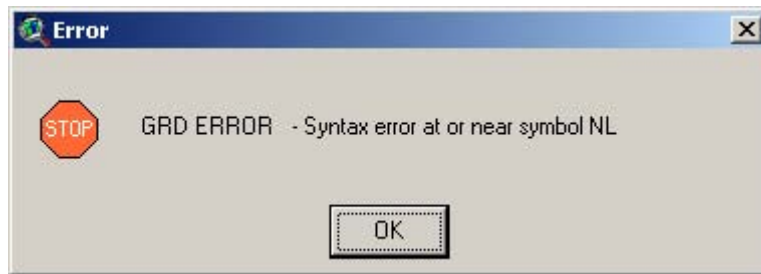 Error
STOP
GRD ERROR - Syntax error at or near symbol NL
OK